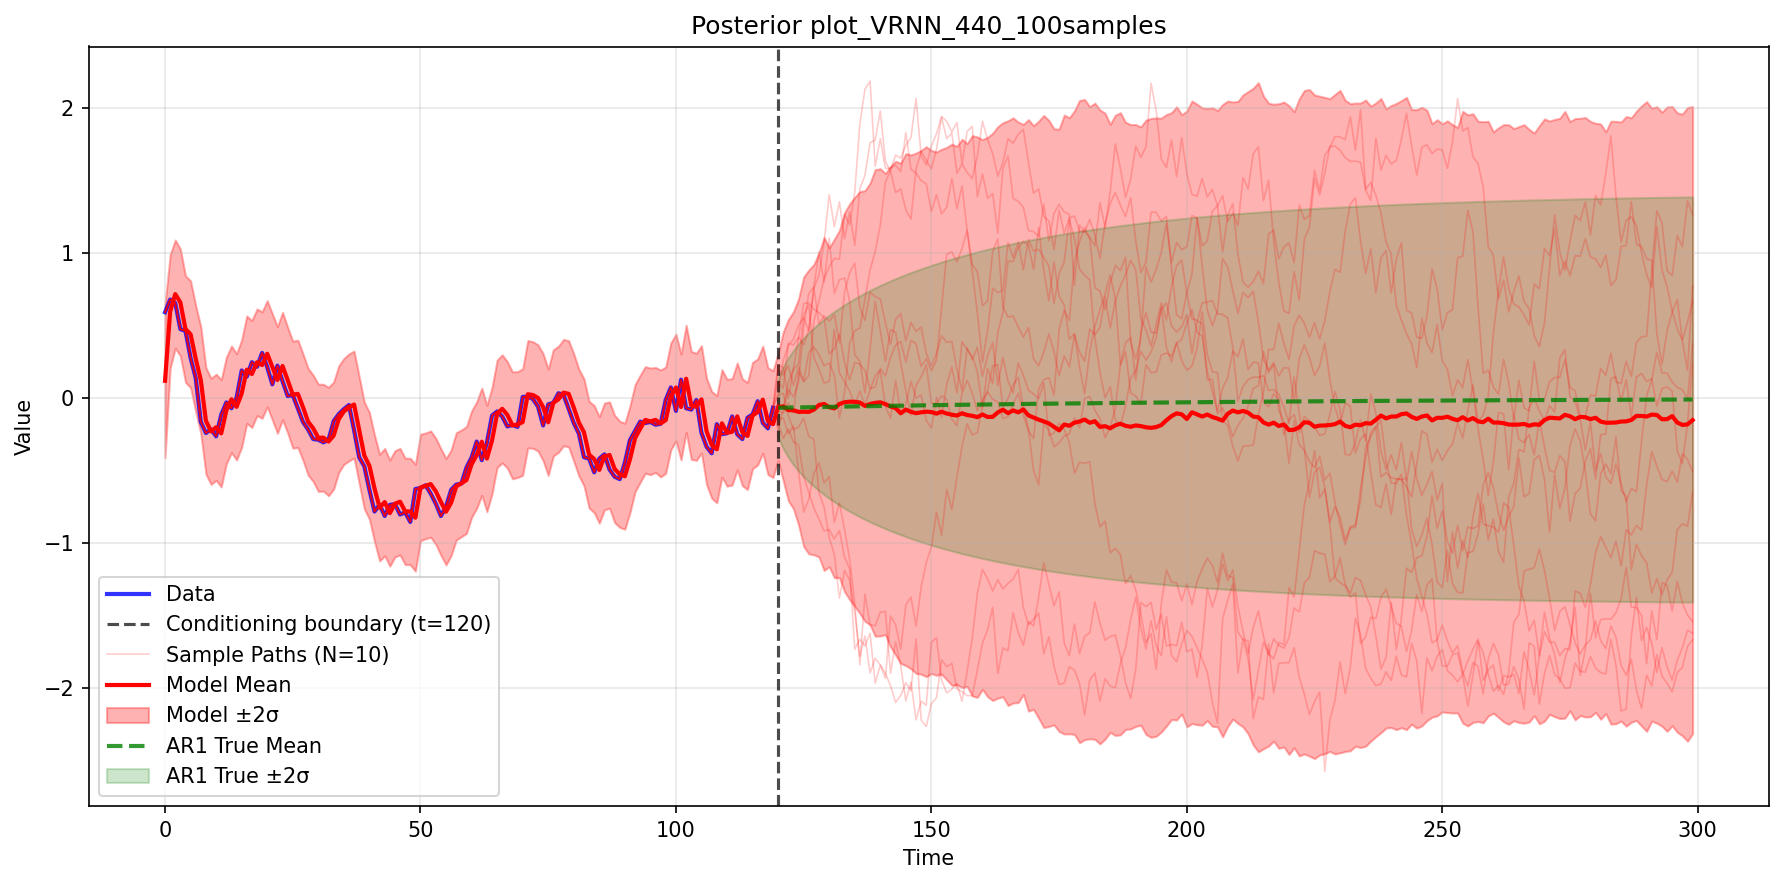 Posterior plot_VRNN_440_100samples
Value
2
1
0
−1
−2
Data
Conditioning boundary (t=120)
Sample Paths (N=10)
Model Mean
Model ±2σ
AR1 True Mean
AR1 True ±2σ
0 50 100 150 200 250 300
Time